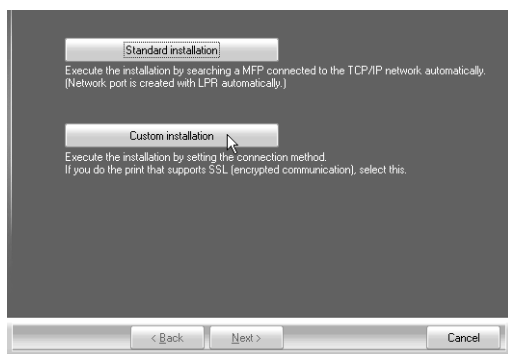 Standard installation
Execute the installation by searching a MFP connected to the TCP/IP network automatically.
(Network port is created with LPR automatically.)
Custom installation
Execute the installation by setting the connection method.
If you do the print that supports SSL (encrypted communication), select this.
< Back Next > Cancel